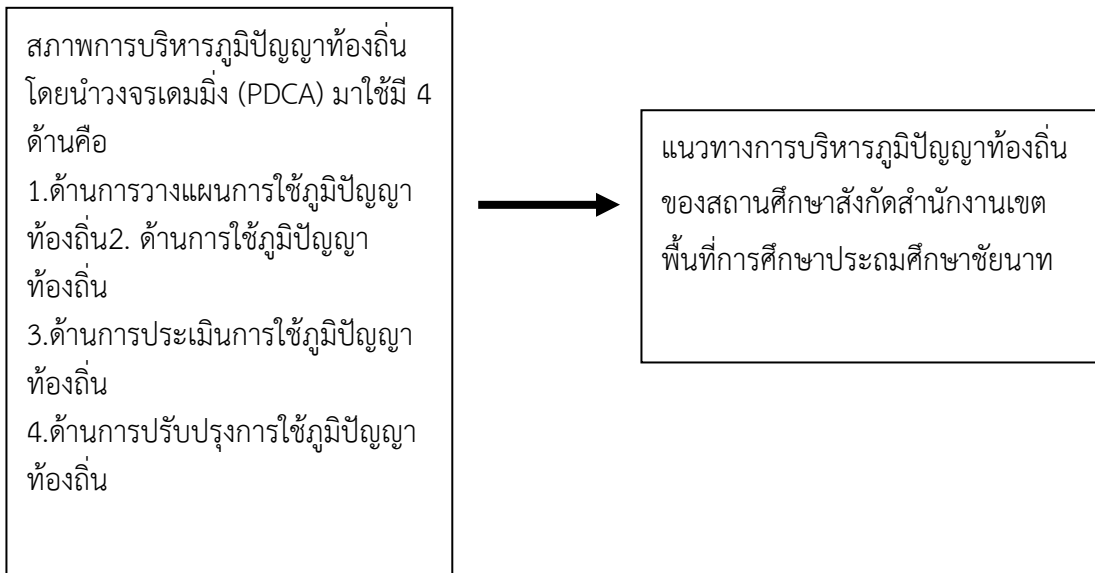 สภาพการบริหารภูมิปัญญาท้องถิ่น
โดยนำวงจรเดมมิ่ง (PDCA) มาใช้มี 4
ด้านคือ
1.ด้านการวางแผนการใช้ภูมิปัญญา
ท้องถิ่น2. ด้านการใช้ภูมิปัญญา
ท้องถิ่น
3.ด้านการประเมินการใช้ภูมิปัญญา
ท้องถิ่น
4.ด้านการปรับปรุงการใช้ภูมิปัญญา
ท้องถิ่น
แนวทางการบริหารภูมิปัญญาท้องถิ่น
ของสถานศึกษาสังกัดสำนักงานเขต
พื้นที่การศึกษาประถมศึกษาชัยนาท